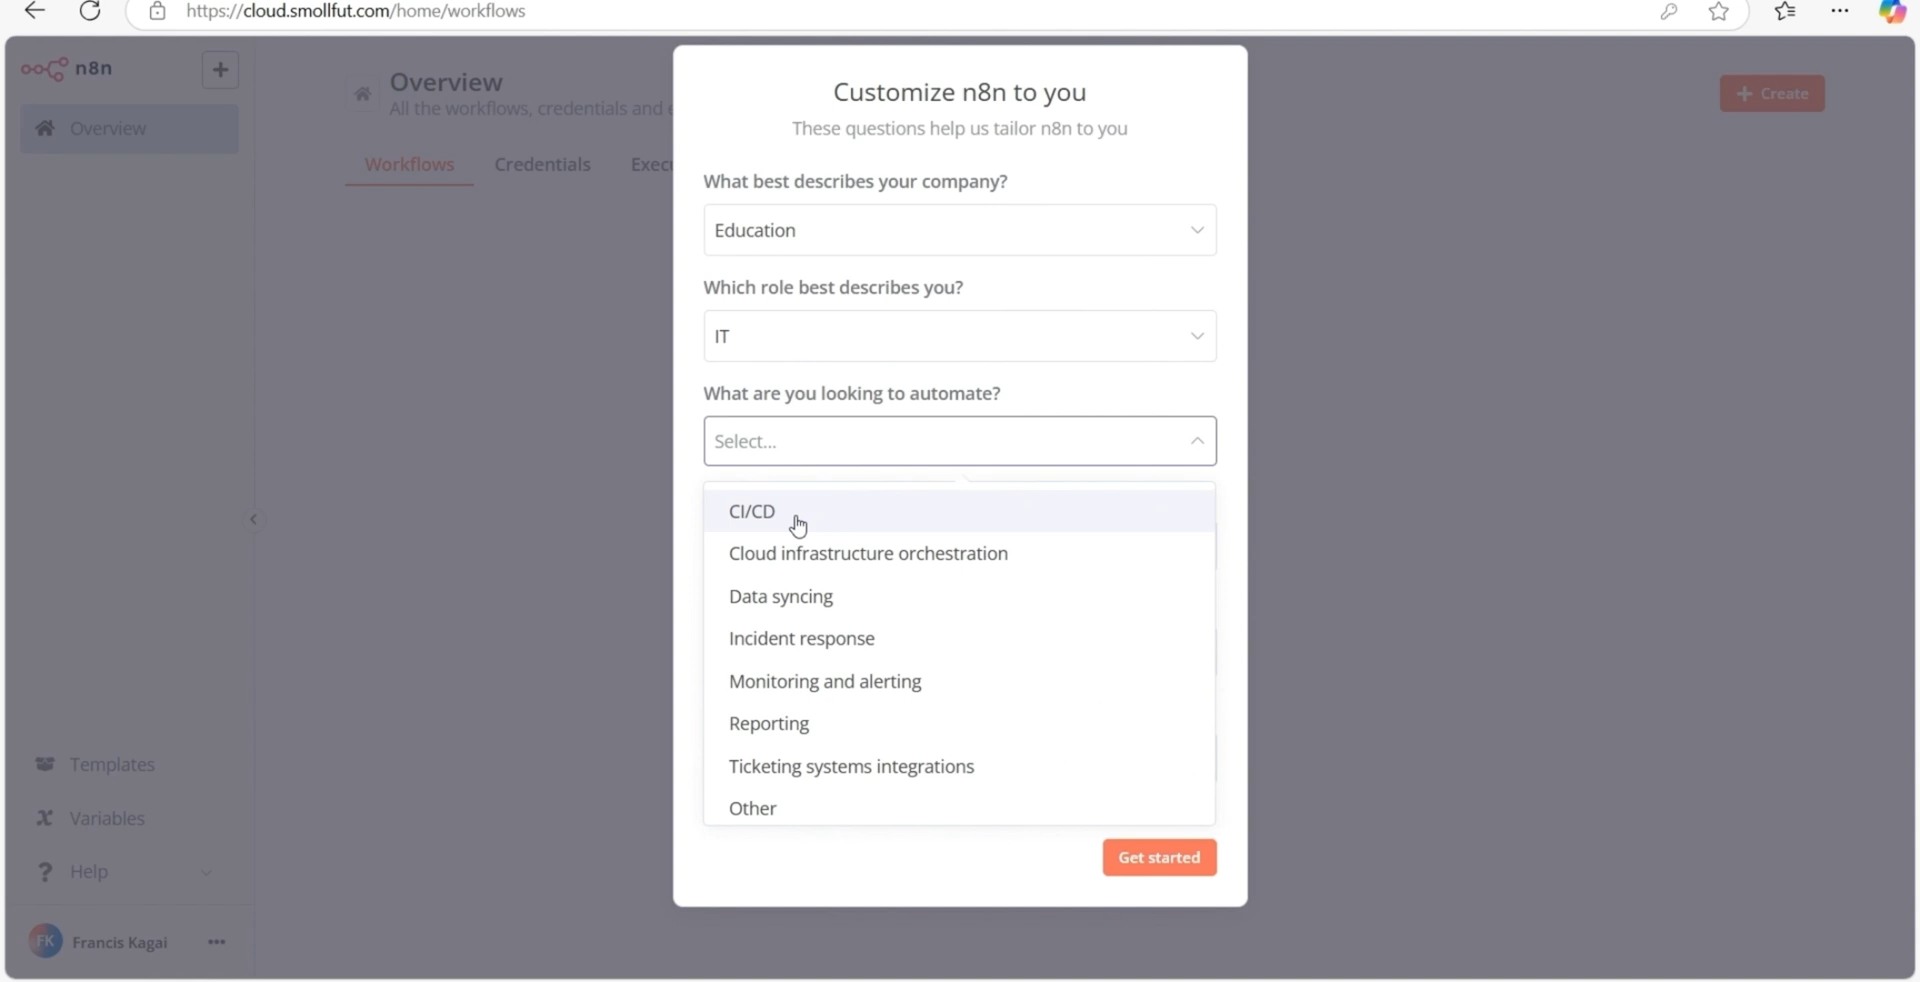 https://cloud.smollfut.com/home/workflows
n8n
Overview
Overview
All the workflows, credentials and e
Create
Workflows
Credentials
Execu
Customize n8n to you
These questions help us tailor n8n to you
What best describes your company?
Education
Which role best describes you?
IT
What are you looking to automate?
Select...
CI/CD
Cloud infrastructure orchestration
Data syncing
Incident response
Monitoring and alerting
Reporting
Ticketing systems integrations
Other
Get started
Templates
Variables
? Help
FK Francis Kagai